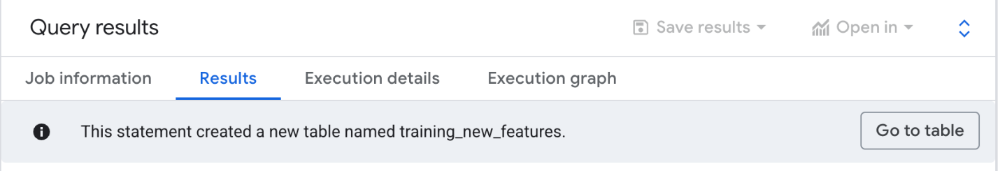 Query results
Save results
Open in
Job information
Results
Execution details
Execution graph
This statement created a new table named training_new_features.
Go to table